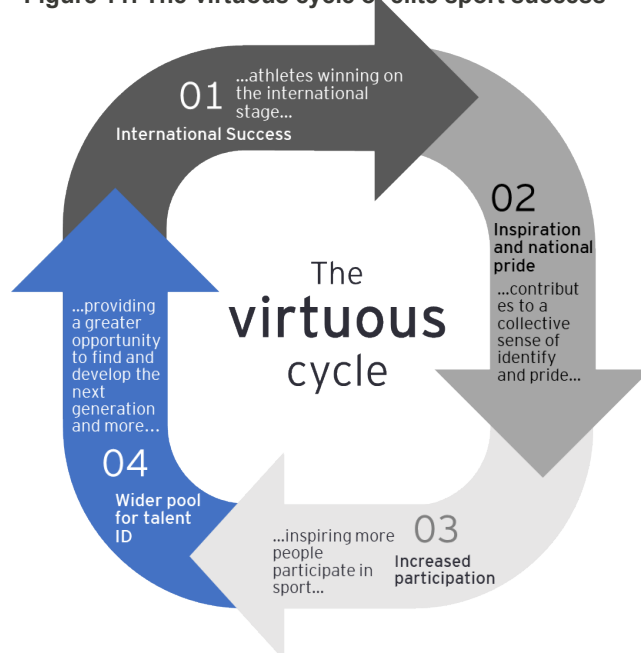 The virtuous cycle of elite sport success
01
...athletes winning on
the international
stage...
International Success
02
Inspiration
and national
pride
...contribut
es to a
collective
sense of
identify
and pride...
The
virtuous
cycle
...inspiring more
people
participate in
sport...
03
Increased
participation
...providing
a greater
opportunity
to find and
develop the
next
generation
and more...
04
Wider pool
for talent
ID